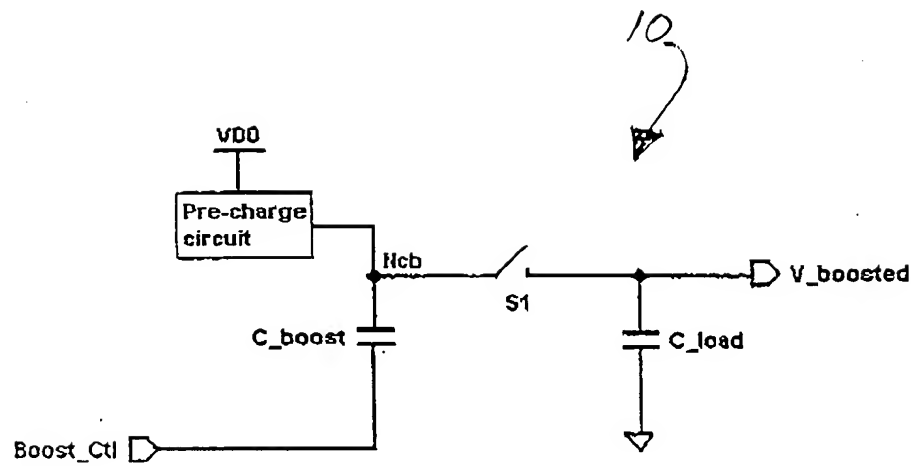 10
VDD
Pre-charge
circuit
Ncb
S1
V_boosted
C_boost
C_load
Boost_Ctl